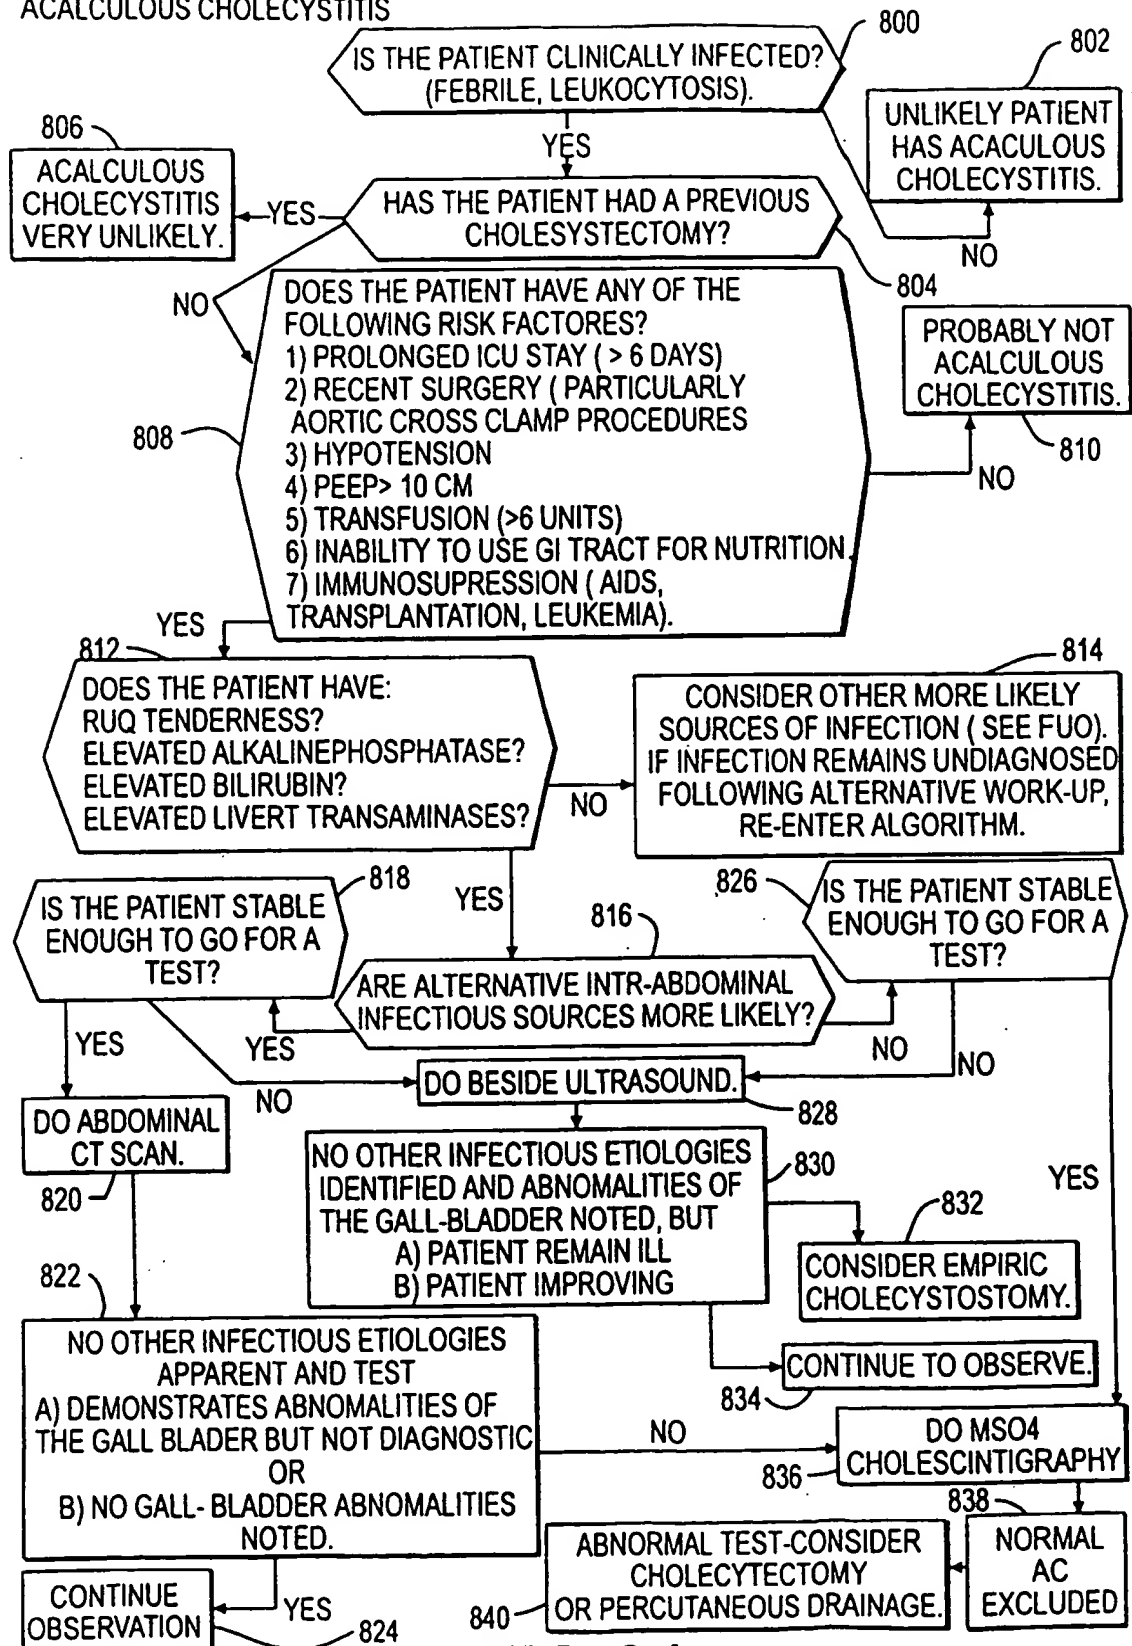 ACALCULOUS CHOLECYSTITIS
800
IS THE PATIENT CLINICALLY INFECTED?
(FEBRILE, LEUKOCYTOSIS).
802
UNLIKELY PATIENT
HAS ACACULOUS
CHOLECYSTITIS.
YES
NO
806
ACALCULOUS
CHOLECYSTITIS
VERY UNLIKELY.
YES
HAS THE PATIENT HAD A PREVIOUS
CHOLESYSTECTOMY?
804
NO
DOES THE PATIENT HAVE ANY OF THE
FOLLOWING RISK FACTORES?
1) PROLONGED ICU STAY ( > 6 DAYS)
2) RECENT SURGERY ( PARTICULARLY
AORTIC CROSS CLAMP PROCEDURES
3) HYPOTENSION
4) PEEP> 10 CM
5) TRANSFUSION (>6 UNITS)
6) INABILITY TO USE GI TRACT FOR NUTRITION.
7) IMMUNOSUPRESSION ( AIDS,
TRANSPLANTATION, LEUKEMIA).
808
PROBABLY NOT
ACALCULOUS
CHOLECYSTITIS.
810
NO
YES
812
DOES THE PATIENT HAVE:
RUQ TENDERNESS?
ELEVATED ALKALINEPHOSPHATASE?
ELEVATED BILIRUBIN?
ELEVATED LIVERT TRANSAMINASES?
NO
814
CONSIDER OTHER MORE LIKELY
SOURCES OF INFECTION ( SEE FUO).
IF INFECTION REMAINS UNDIAGNOSED
FOLLOWING ALTERNATIVE WORK-UP,
RE-ENTER ALGORITHM.
818
IS THE PATIENT STABLE
ENOUGH TO GO FOR A
TEST?
YES
816
ARE ALTERNATIVE INTR-ABDOMINAL
INFECTIOUS SOURCES MORE LIKELY?
826
IS THE PATIENT STABLE
ENOUGH TO GO FOR A
TEST?
YES
YES
NO
NO
NO
DO BESIDE ULTRASOUND.
828
DO ABDOMINAL
CT SCAN.
820
NO OTHER INFECTIOUS ETIOLOGIES
IDENTIFIED AND ABNOMALITIES OF
THE GALL-BLADDER NOTED, BUT
A) PATIENT REMAIN ILL
B) PATIENT IMPROVING
830
YES
832
CONSIDER EMPIRIC
CHOLECYSTOSTOMY.
822
NO OTHER INFECTIOUS ETIOLOGIES
APPARENT AND TEST
A) DEMONSTRATES ABNOMALITIES OF
THE GALL BLADER BUT NOT DIAGNOSTIC
OR
B) NO GALL- BLADDER ABNOMALITIES
NOTED.
CONTINUE TO OBSERVE.
834
NO
DO MSO4
CHOLESCINTIGRAPHY
836
838
NORMAL
AC
EXCLUDED
ABNORMAL TEST-CONSIDER
CHOLECYTECTOMY
OR PERCUTANEOUS DRAINAGE.
840
YES
CONTINUE
OBSERVATION
824